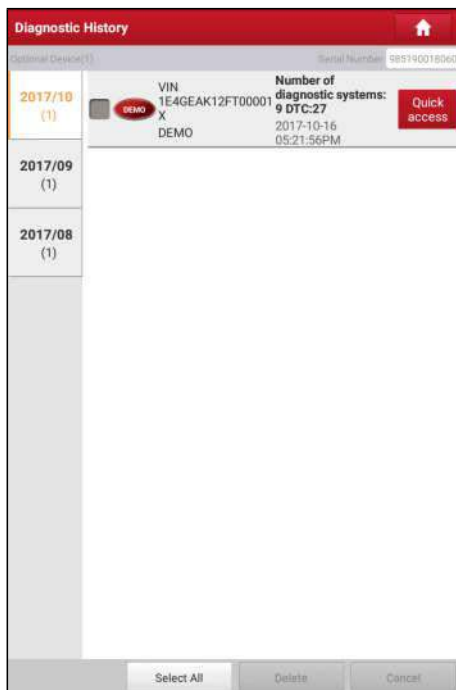 Diagnostic History
Optional Device(1)
Serial Number 985190018060
2017/10
(1)
2017/09
(1)
2017/08
(1)
DEMO
VIN
1E4GEAK12FT00001
X
DEMO
Number of
diagnostic systems:
9 DTC:27
2017-10-16
05:21:56PM
Quick
access
Select All
Delete
Cancel